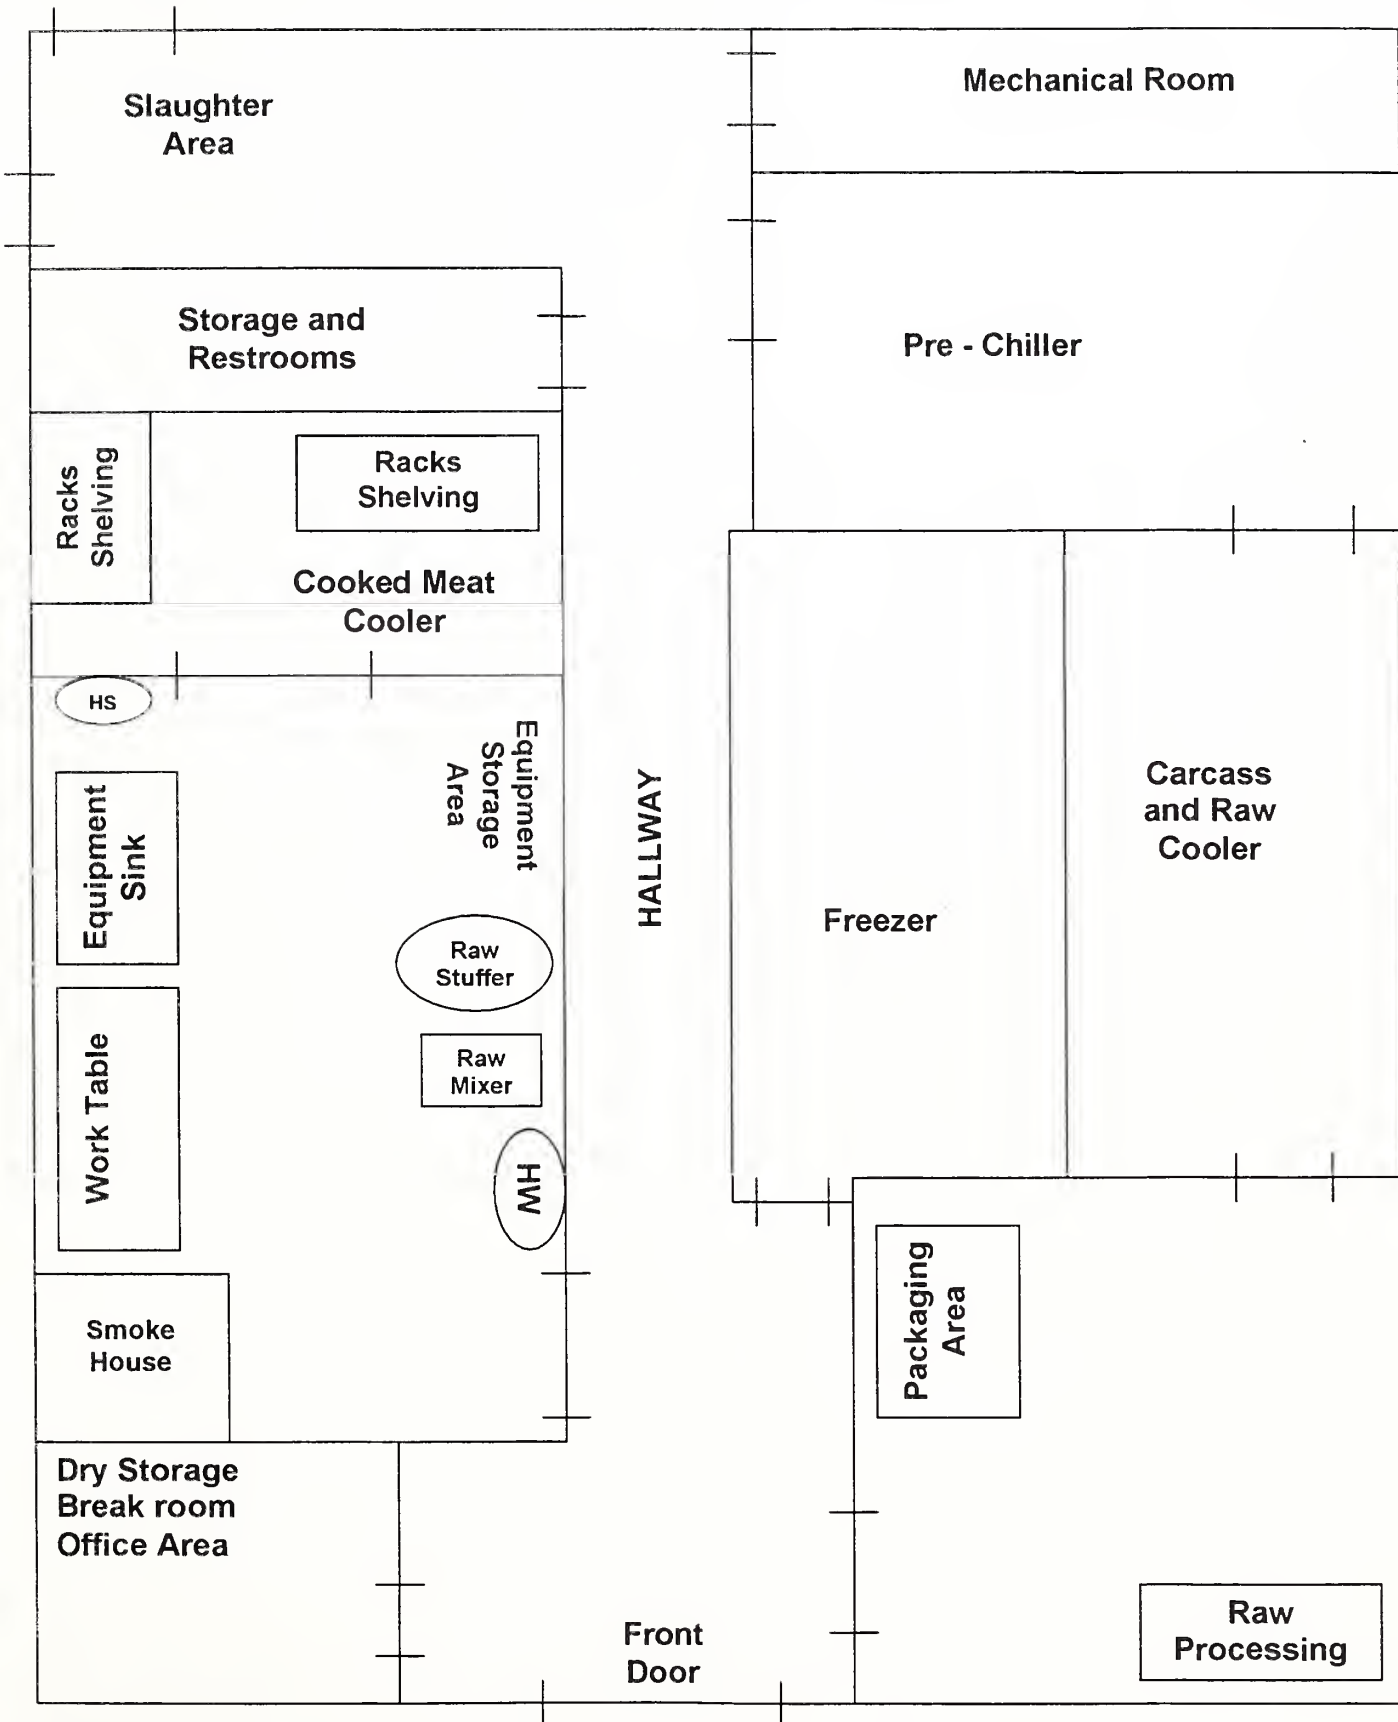 Slaughter
Area
Mechanical Room
Storage and
Restrooms
Pre - Chiller
Racks
Shelving
Racks
Shelving
Cooked Meat
Cooler
HS
Equipment
Storage
Area
Equipment
Sink
HALLWAY
Carcass
and Raw
Cooler
Freezer
Raw
Stuffer
Raw
Mixer
Work Table
HW
Packaging
Area
Smoke
House
Dry Storage
Break room
Office Area
Front
Door
Raw
Processing